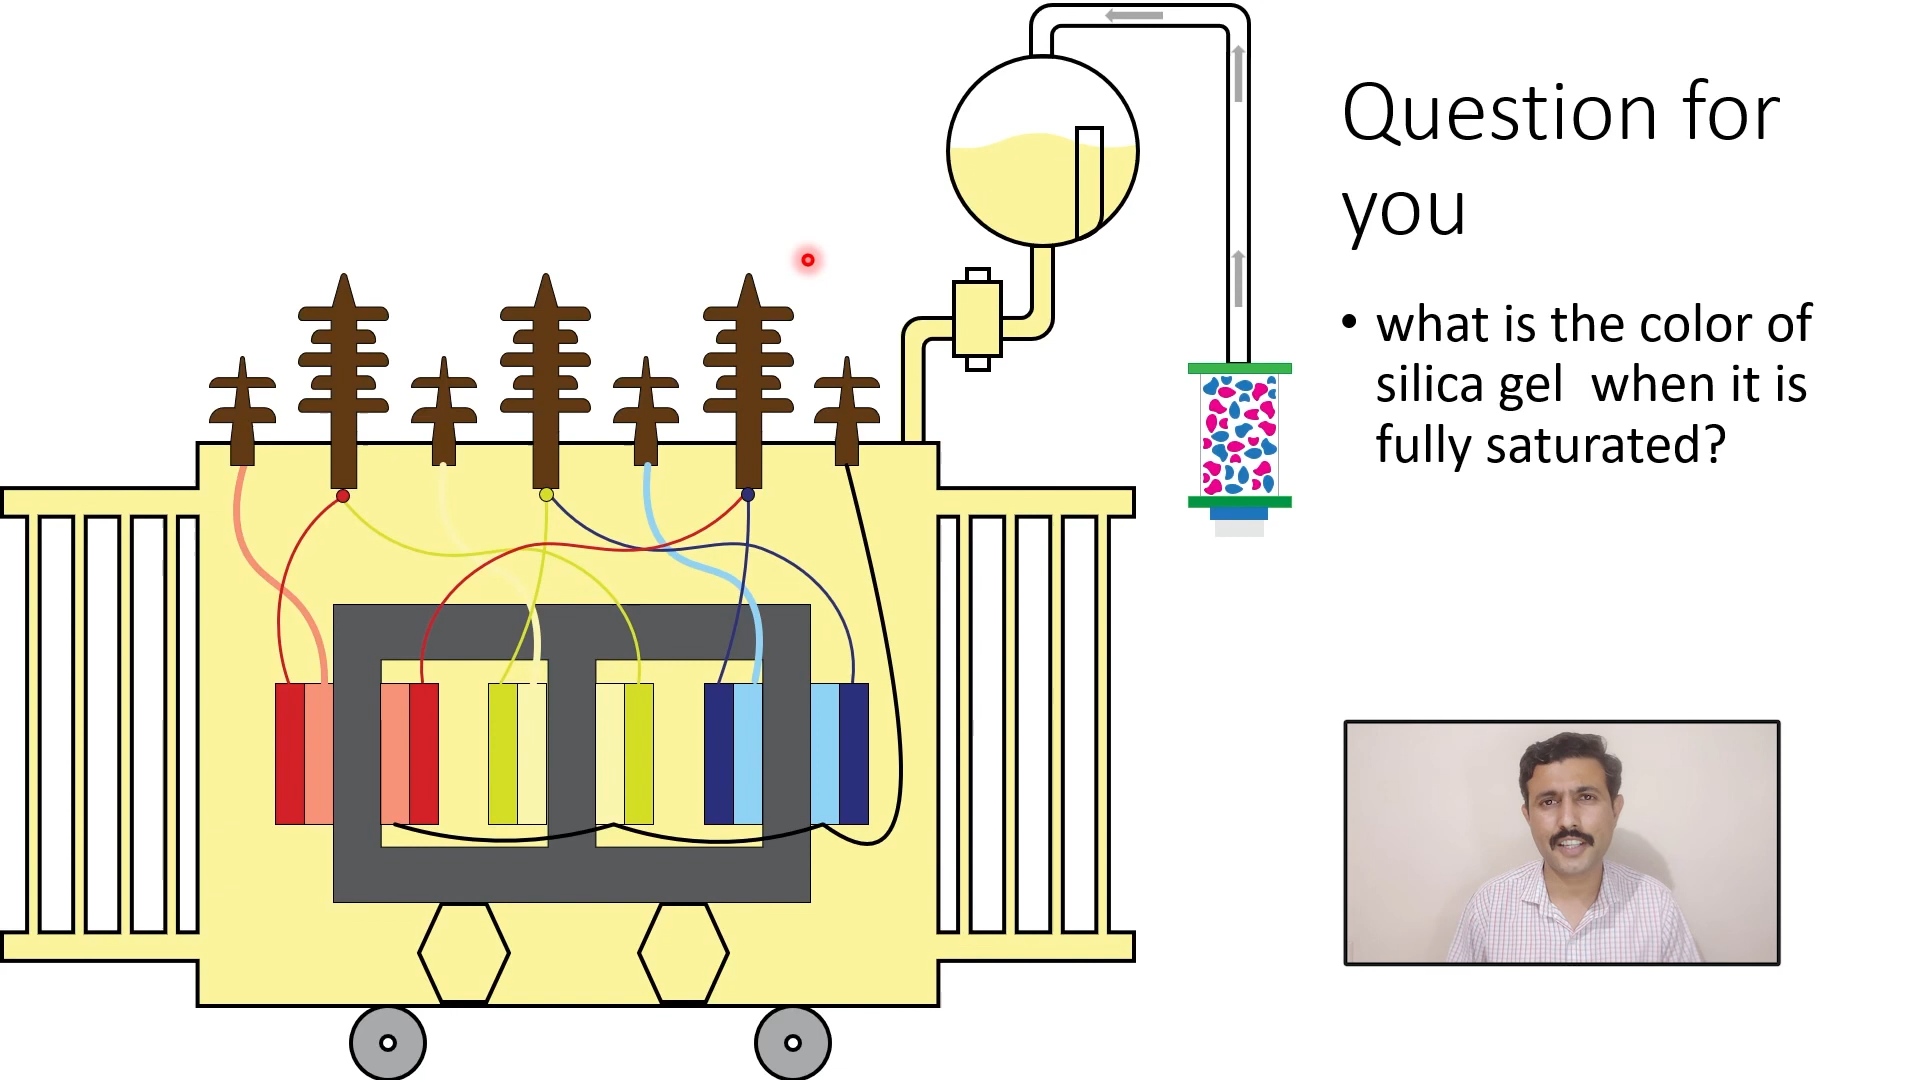 Question for
you
• what is the color of
silica gel  when it is
fully saturated?